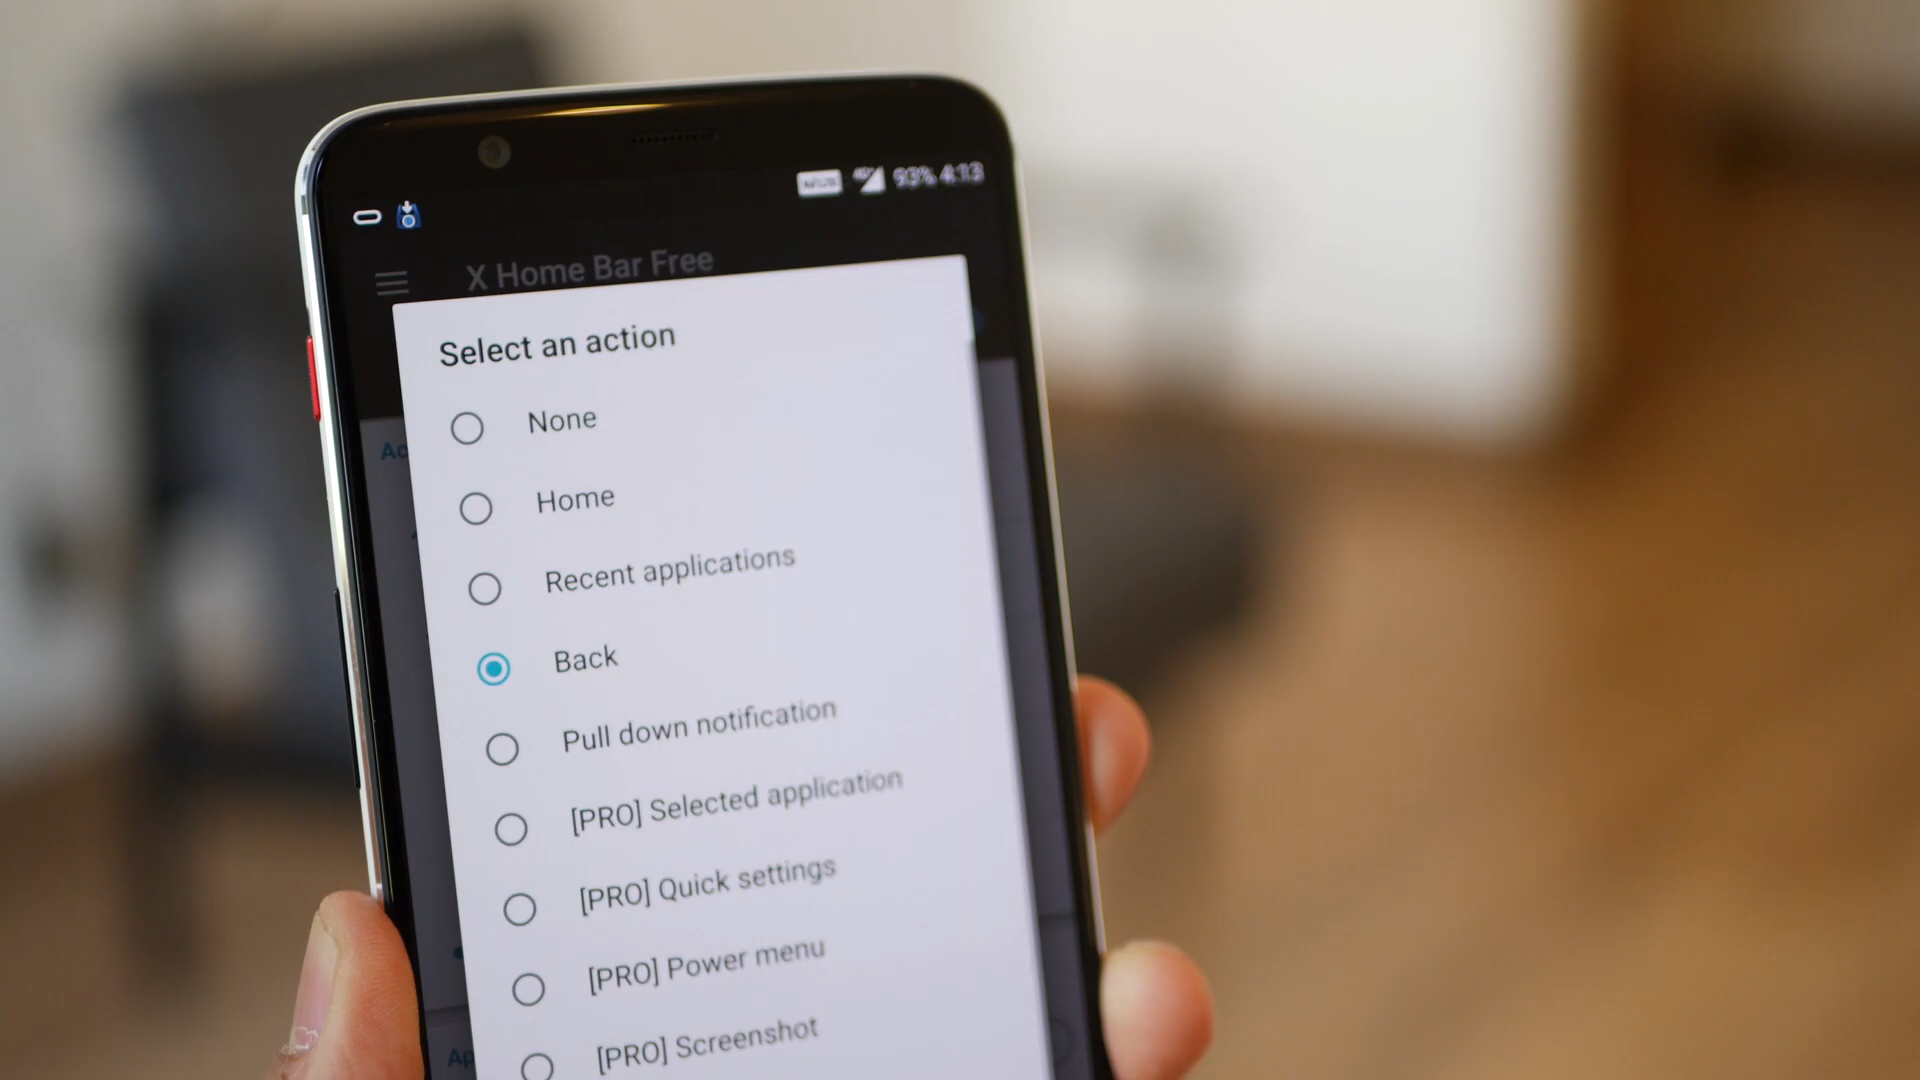 93% 4:13
X Home Bar Free
Select an action
None
Home
Recent applications
Back
Pull down notification
[PRO] Selected application
[PRO] Quick settings
[PRO] Power menu
[PRO] Screenshot